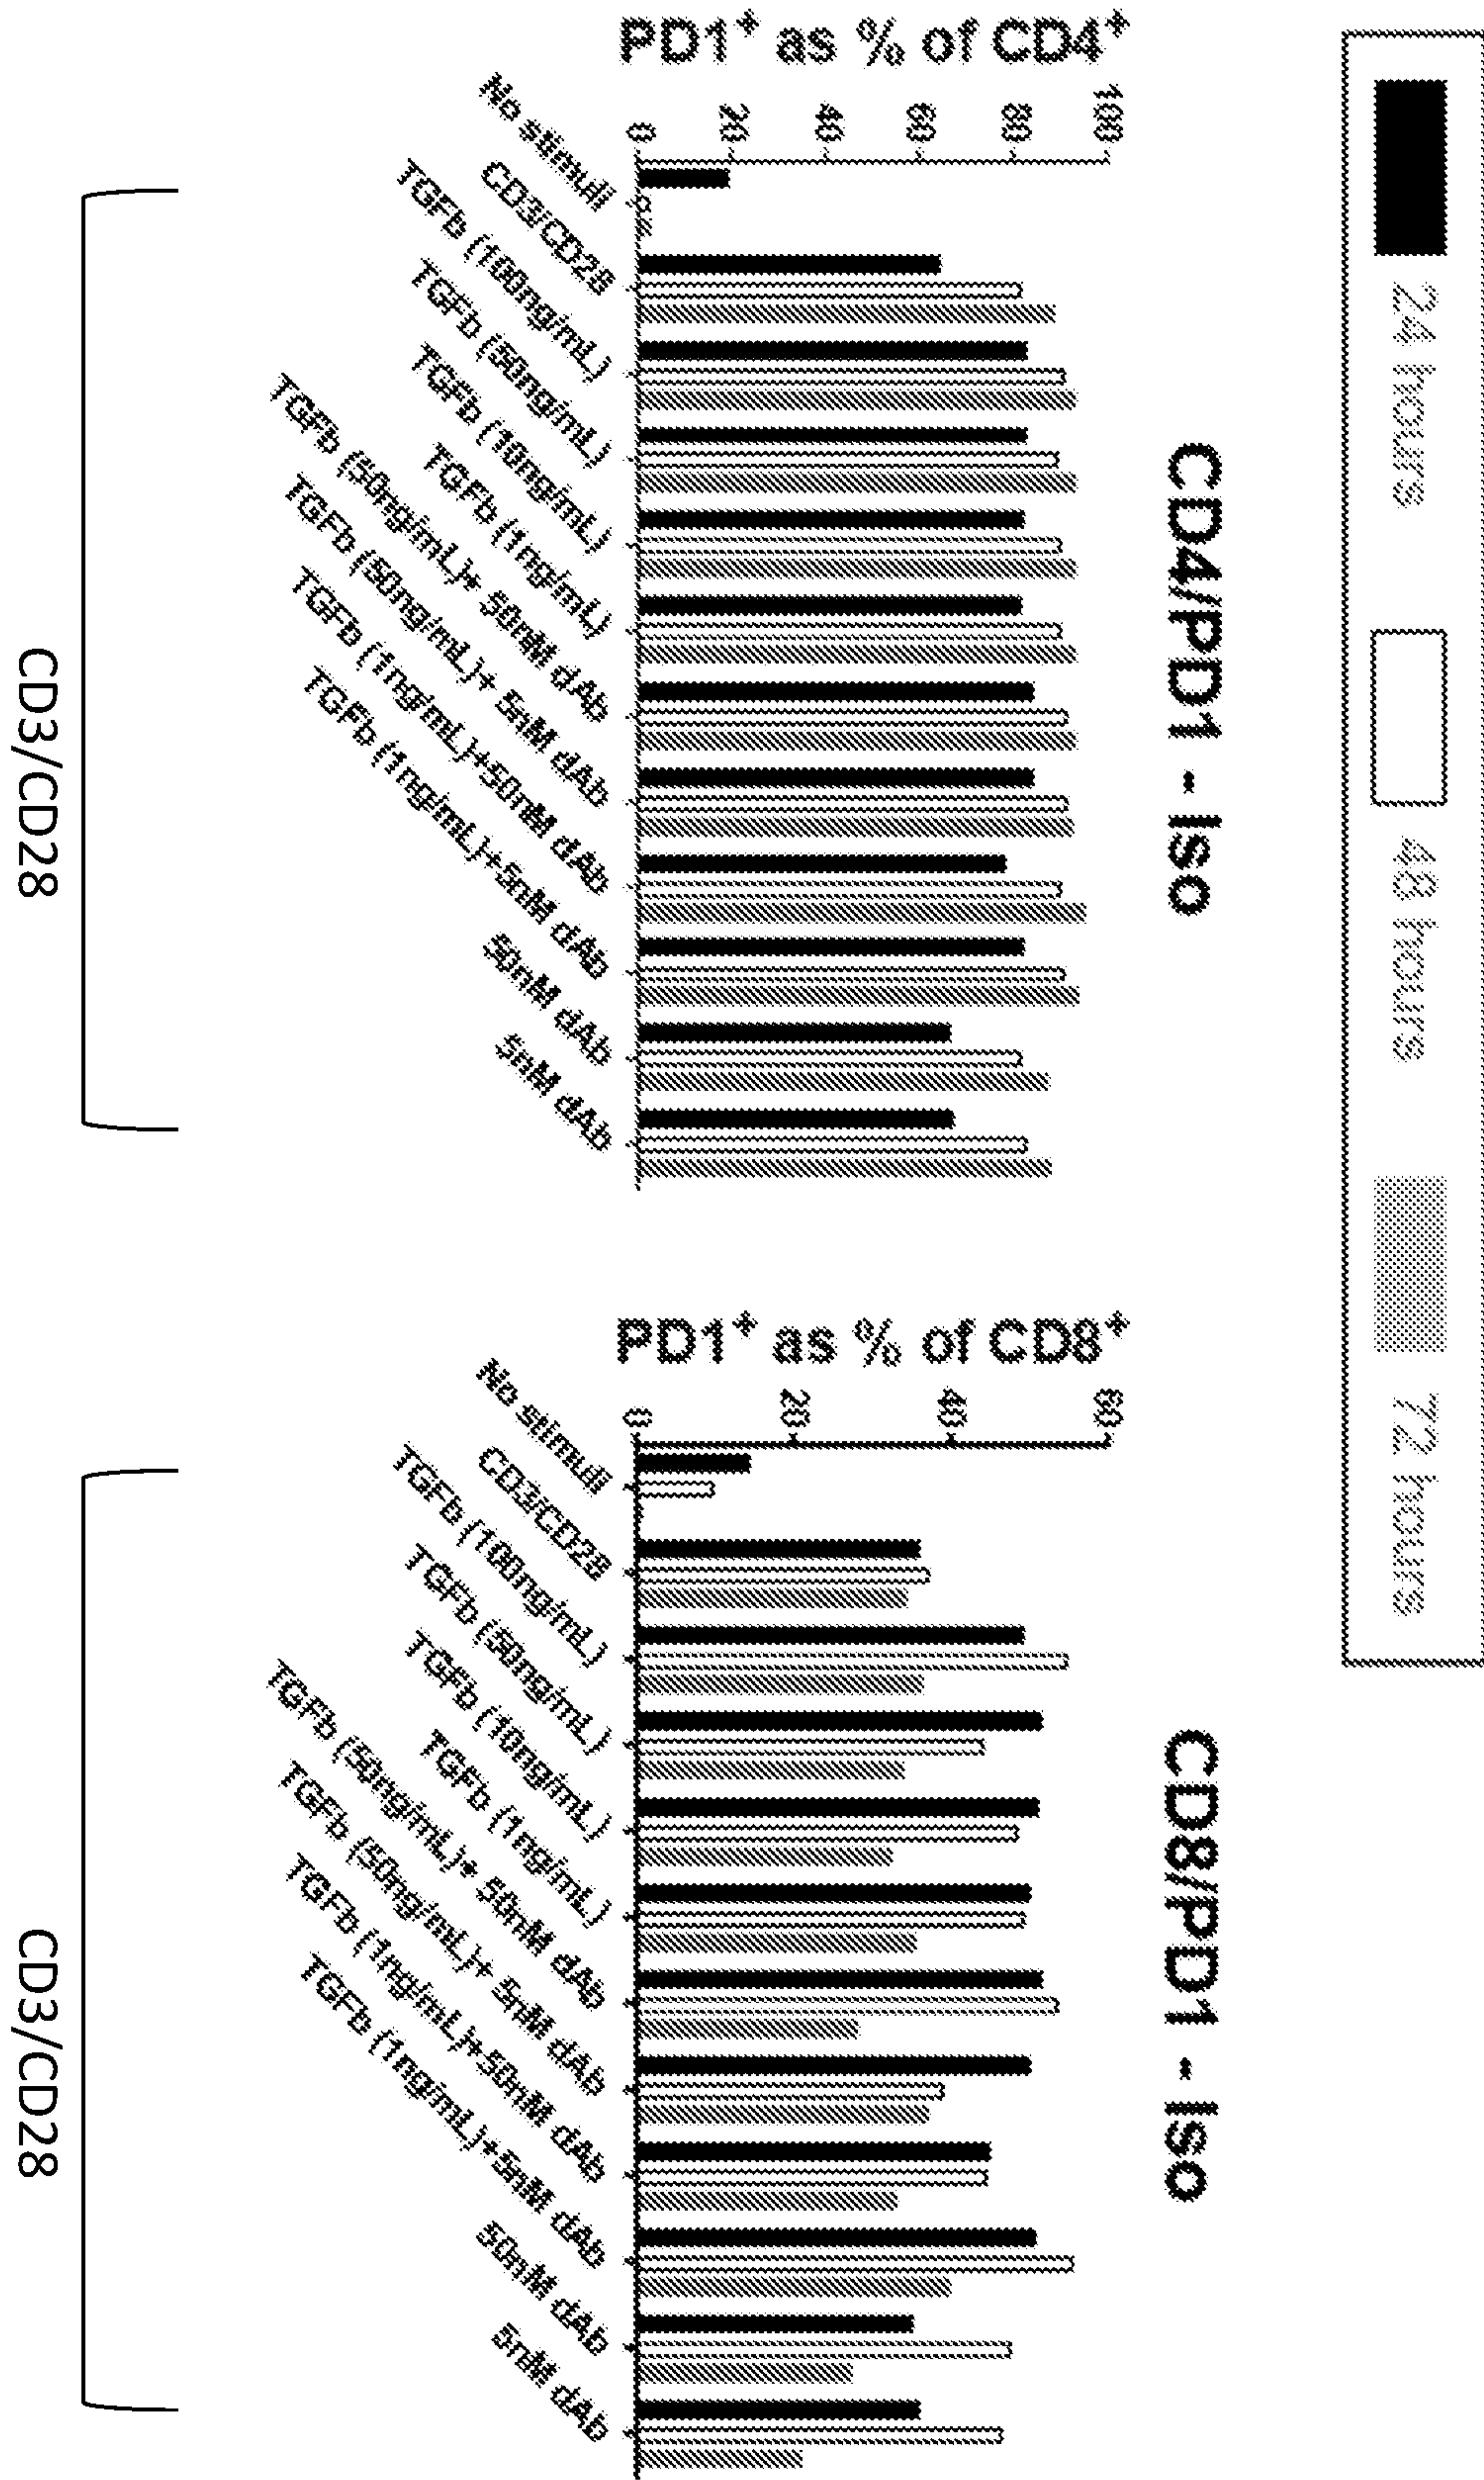 24 hours
48 hours
72 hours
CD4/PD1 - Iso
PD1⁺ as % of CD4⁺
100
80
60
40
20
0
No stimuli
CD3/CD28
TGFb (100ng/mL)
TGFb (50ng/mL)
TGFb (10ng/mL)
TGFb (1ng/mL)
TGFb (50ng/mL)+ 50nM dAb
TGFb (50ng/mL)+ 5nM dAb
TGFb (1ng/mL)+50nM dAb
TGFb (1ng/mL)+5nM dAb
50nM dAb
5nM dAb
CD3/CD28
CD8/PD1 - Iso
PD1⁺ as % of CD8⁺
60
40
20
0
No stimuli
CD3/CD28
TGFb (100ng/mL)
TGFb (50ng/mL)
TGFb (10ng/mL)
TGFb (1ng/mL)
TGFb (50ng/mL)+ 50nM dAb
TGFb (50ng/mL)+ 5nM dAb
TGFb (1ng/mL)+50nM dAb
TGFb (1ng/mL)+5nM dAb
50nM dAb
5nM dAb
CD3/CD28